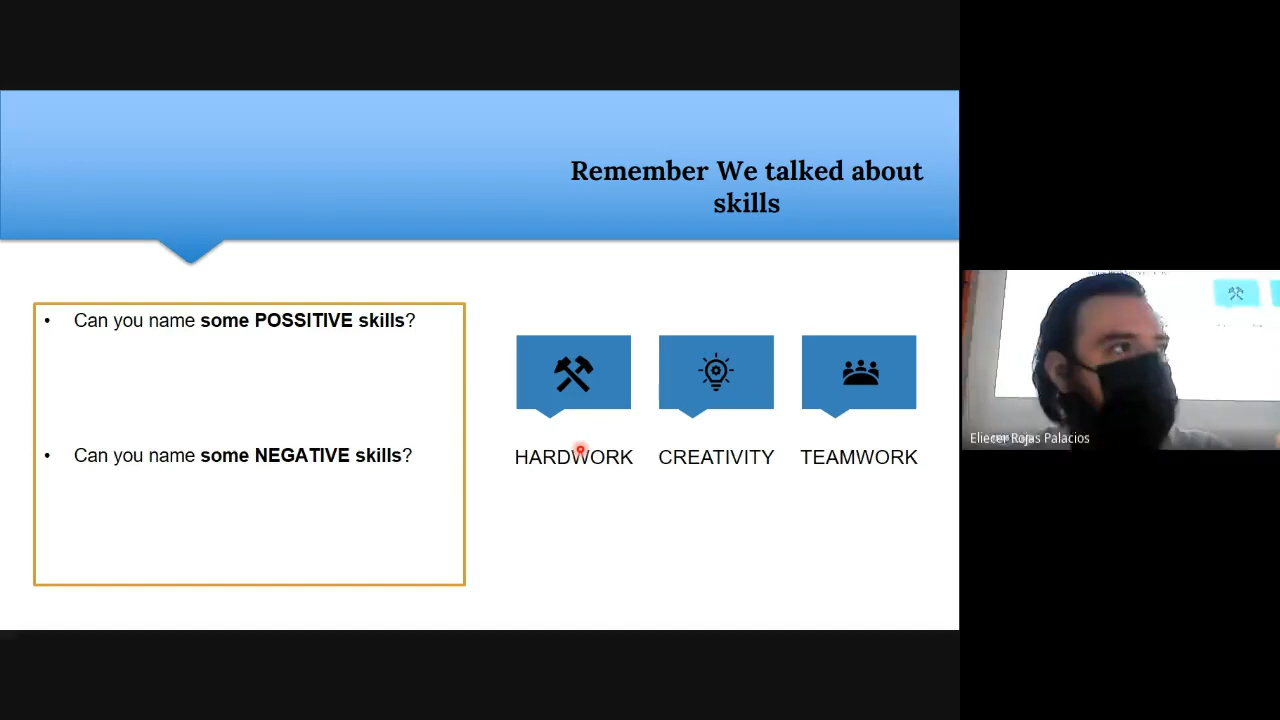 Remember We talked about
skills
• Can you name some POSSITIVE skills?
• Can you name some NEGATIVE skills?
HARDWORK CREATIVITY TEAMWORK
Eliecer Rojas Palacios